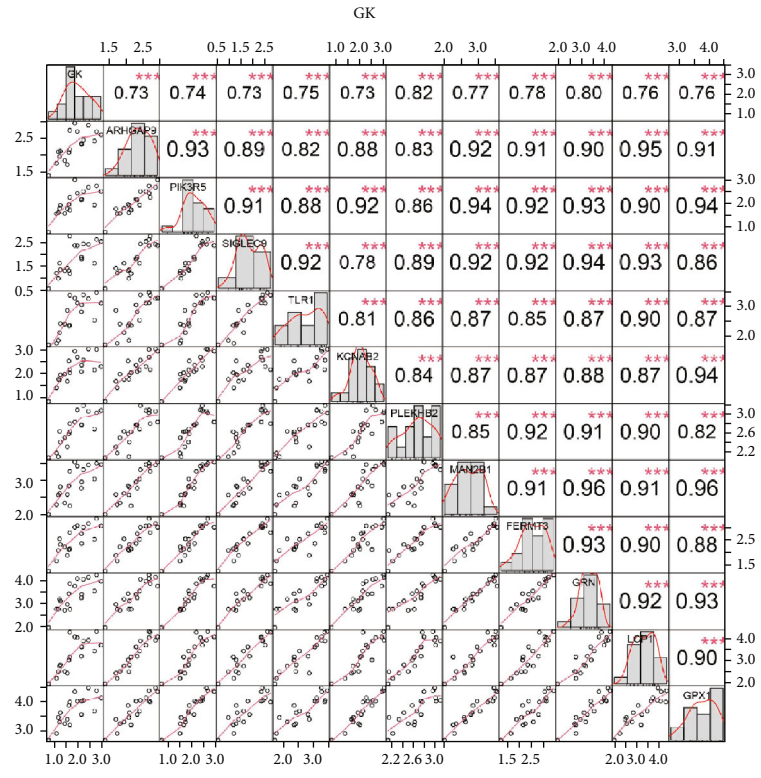 GK
1.5 2.5 0.5 1.5 2.5 1.0 2.0 3.0 2.0 3.0 2.0 3.0 4.0 3.0 4.0
GK *** *** *** *** *** *** *** *** *** *** ***
0.73 0.74 0.73 0.75 0.73 0.82 0.77 0.78 0.80 0.76 0.76
3.0
2.0
1.0
2.5
1.5
ARHGAP9 *** *** *** *** *** *** *** *** *** ***
0.93 0.89 0.82 0.88 0.83 0.92 0.91 0.90 0.95 0.91
PIK3R5 *** *** *** *** *** *** *** *** ***
0.91 0.88 0.92 0.86 0.94 0.92 0.93 0.90 0.94
3.0
2.0
1.0
2.5
1.5
0.5
SIGLEC9 *** *** *** *** *** *** *** ***
0.92 0.78 0.89 0.92 0.92 0.94 0.93 0.86
TLR1 *** *** *** *** *** *** ***
0.81 0.86 0.87 0.85 0.87 0.90 0.87
3.0
2.0
3.0
2.0
1.0
KCNAB2 *** *** *** *** *** ***
0.84 0.87 0.87 0.88 0.87 0.94
PLEKHB2 *** *** *** *** ***
0.85 0.92 0.91 0.90 0.82
3.0
2.6
2.2
3.0
2.0
MAN2B1 *** *** *** ***
0.91 0.96 0.91 0.96
FERMT3 *** *** ***
0.93 0.90 0.88
2.5
1.5
4.0
3.0
2.0
GRN *** ***
0.92 0.93
LCP1 ***
0.90
4.0
3.0
2.0
4.0
3.0
GPX1
1.0 2.0 3.0 1.0 2.0 3.0 2.0 3.0 2.2 2.6 3.0 1.5 2.5 2.0 3.0 4.0